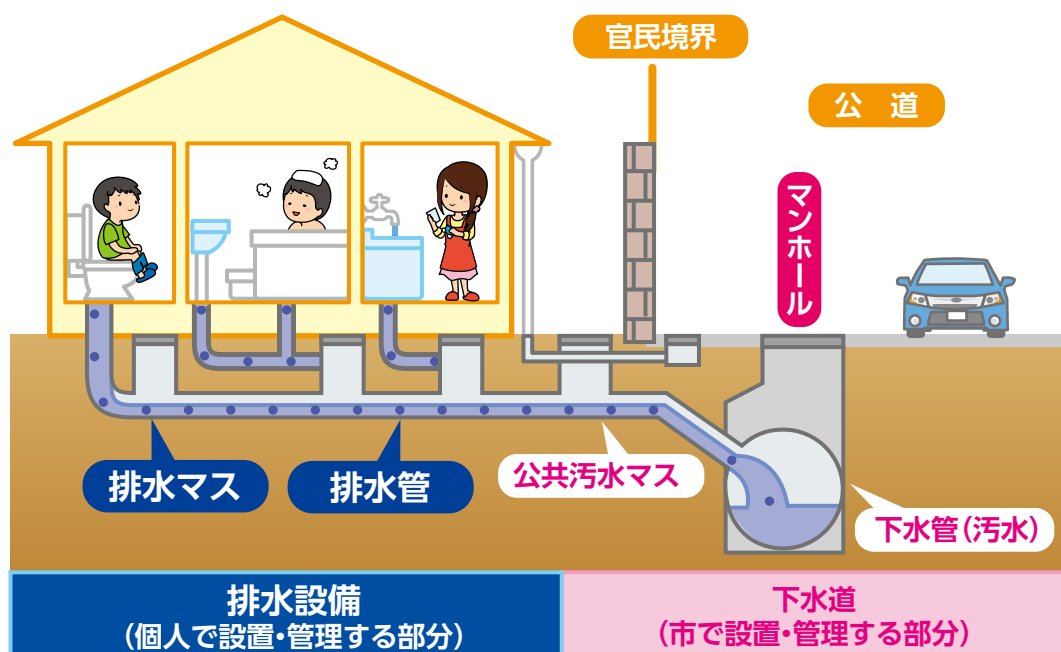 官民境界
公 道
マンホール
排水マス
排水管
公共汚水マス
下水管(汚水)
排水設備
(個人で設置・管理する部分)
下水道
(市で設置・管理する部分)